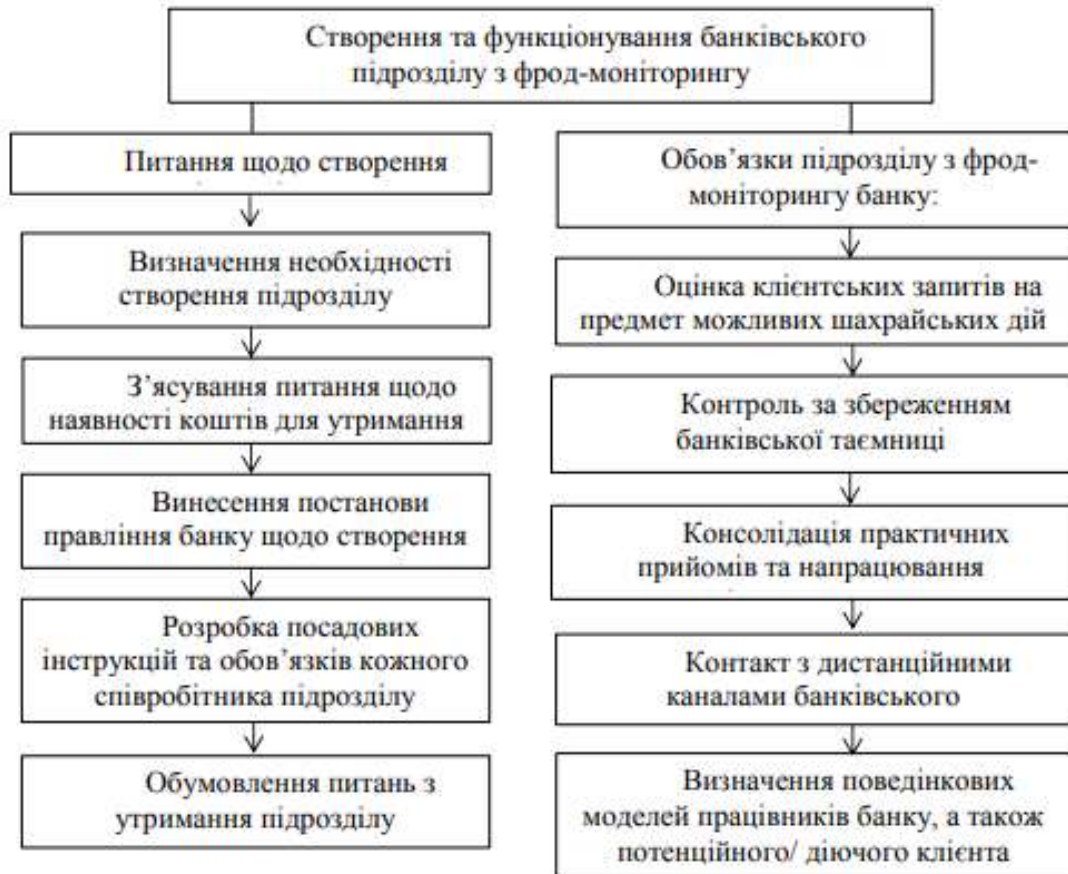 Створення та функціонування банківського
підрозділу з фрод-моніторингу
Питання щодо створення
Визначення необхідності
створення підрозділу
З’ясування питання щодо
наявності коштів для утримання
Винесення постанови
правління банку щодо створення
Розробка посадових
інструкцій та обов’язків кожного
співробітника підрозділу
Обумовлення питань з
утримання підрозділу
Обов’язки підрозділу з фрод-
моніторингу банку:
Оцінка клієнтських запитів на
предмет можливих шахрайських дій
Контроль за збереженням
банківської таємниці
Консолідація практичних
прийомів та напрацювання
Контакт з дистанційними
каналами банківського
Визначення поведінкових
моделей працівників банку, а також
потенційного/ діючого клієнта